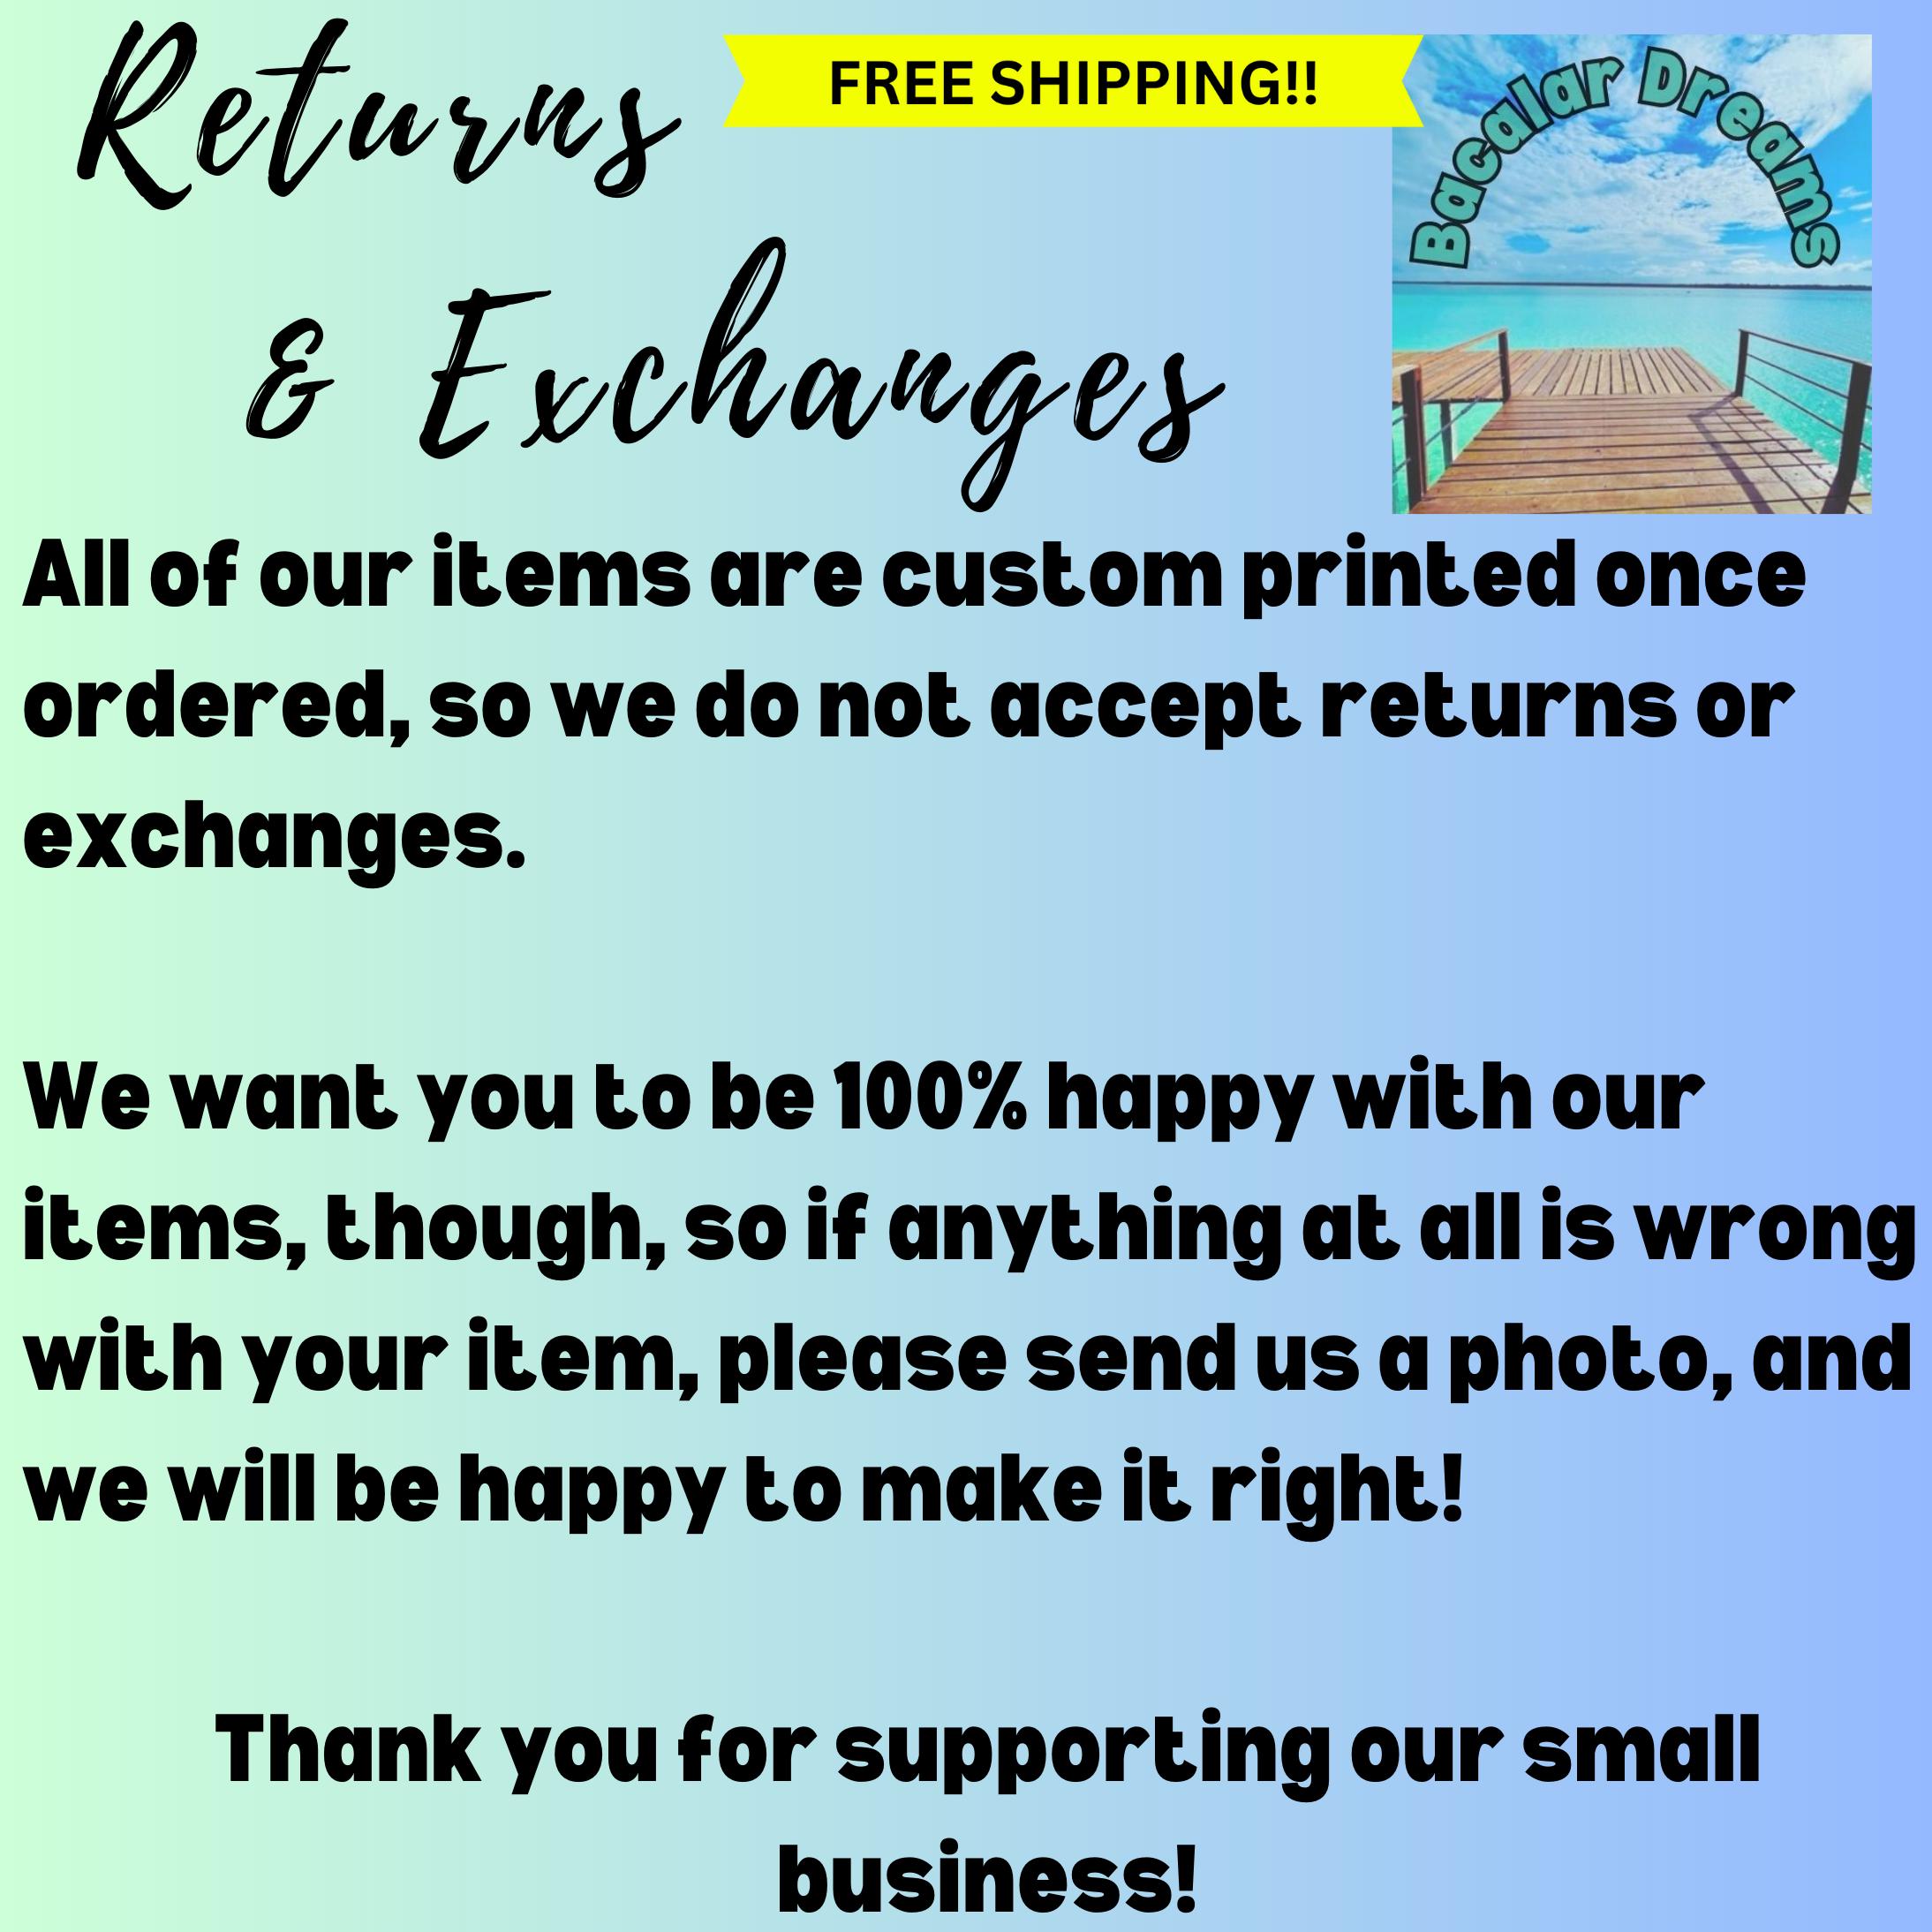 Returns
FREE SHIPPING!!
Bacalar Dreams
& Exchanges
All of our items are custom printed once
ordered, so we do not accept returns or
exchanges.
We want you to be 100% happy with our
items, though, so if anything at all is wrong
with your item, please send us a photo, and
we will be happy to make it right!
Thank you for supporting our small
business!